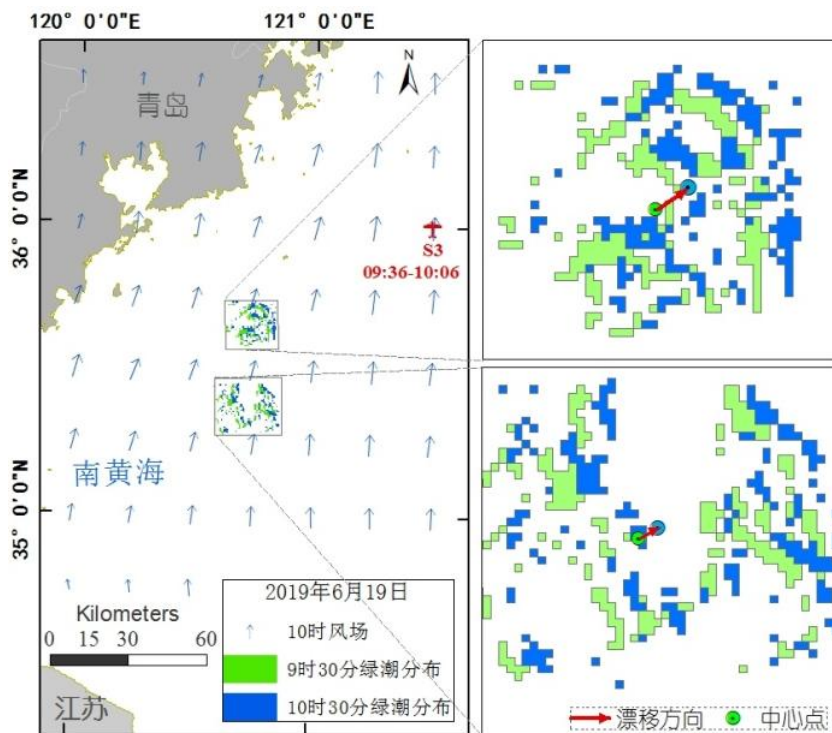 120° 0′0″E
121° 0′0″E
N
青岛
36° 0′0″N
S3
09:36-10:06
南黄海
35° 0′0″N
2019年6月19日
Kilometers
0 15 30 60
10时风场
9时30分绿潮分布
10时30分绿潮分布
江苏
漂移方向
中心点